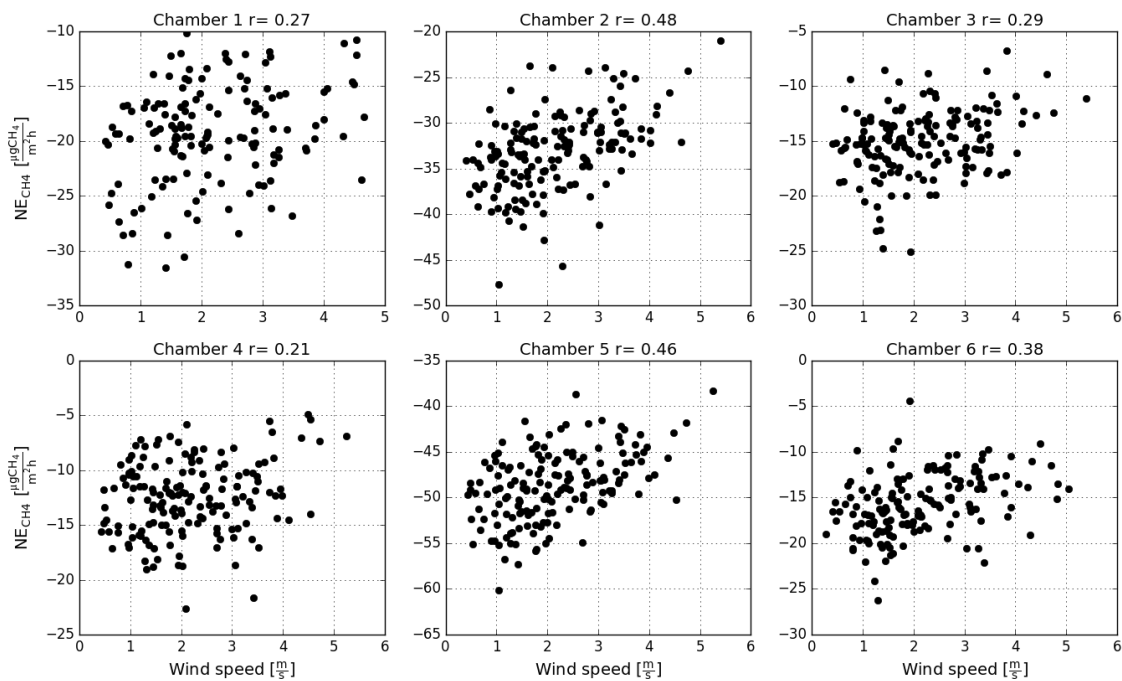 Chamber 1 r= 0.27
Chamber 2 r= 0.48
Chamber 3 r= 0.29
NE_CH4 [µgCH₄/m²h]
−10
−15
−20
−25
−30
−35
0 1 2 3 4 5
−20
−25
−30
−35
−40
−45
−50
0 1 2 3 4 5 6
−5
−10
−15
−20
−25
−30
0 1 2 3 4 5 6
Chamber 4 r= 0.21
Chamber 5 r= 0.46
Chamber 6 r= 0.38
NE_CH4 [µgCH₄/m²h]
0
−5
−10
−15
−20
−25
0 1 2 3 4 5 6
−35
−40
−45
−50
−55
−60
−65
0 1 2 3 4 5 6
0
−5
−10
−15
−20
−25
−30
0 1 2 3 4 5 6
Wind speed [m/s]
Wind speed [m/s]
Wind speed [m/s]